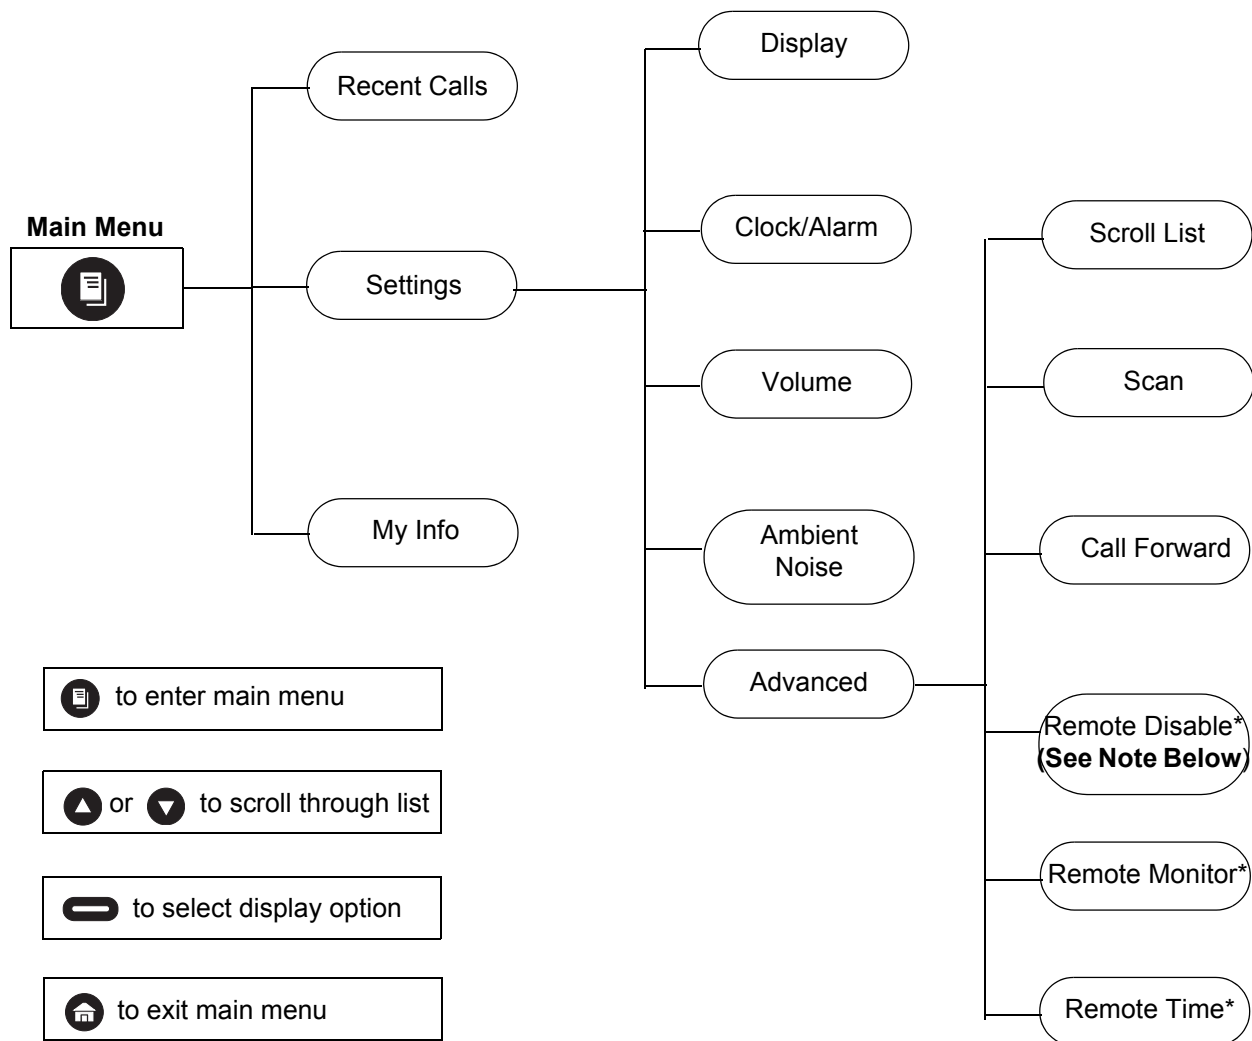 Main Menu
Recent Calls
Settings
My Info
Display
Clock/Alarm
Volume
Ambient
Noise
Advanced
Scroll List
Scan
Call Forward
Remote Disable*
(See Note Below)
Remote Monitor*
Remote Time*
to enter main menu
or to scroll through list
to select display option
to exit main menu